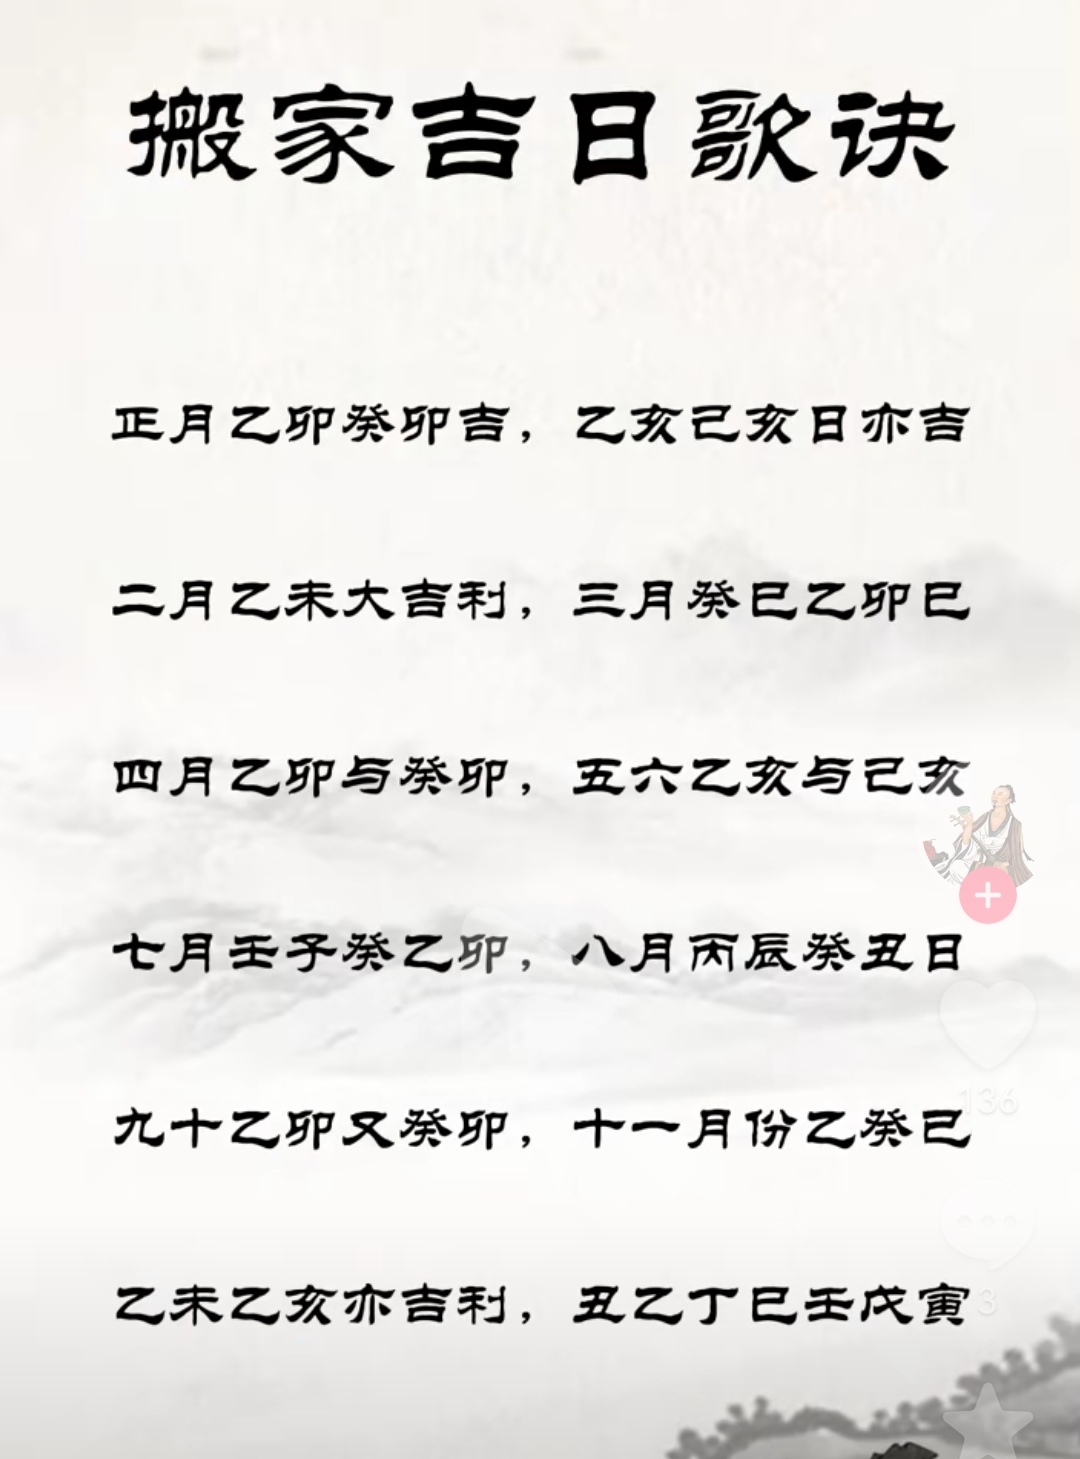 搬家吉日歌诀
正月乙卯癸卯吉，乙亥己亥日亦吉
二月乙未大吉利，三月癸巳乙卯巳
四月乙卯与癸卯，五六乙亥与己亥
七月壬子癸乙卯，八月丙辰癸丑日
136
九十乙卯又癸卯，十一月份乙癸巳
乙未乙亥亦吉利，丑乙丁巳壬戊寅
3